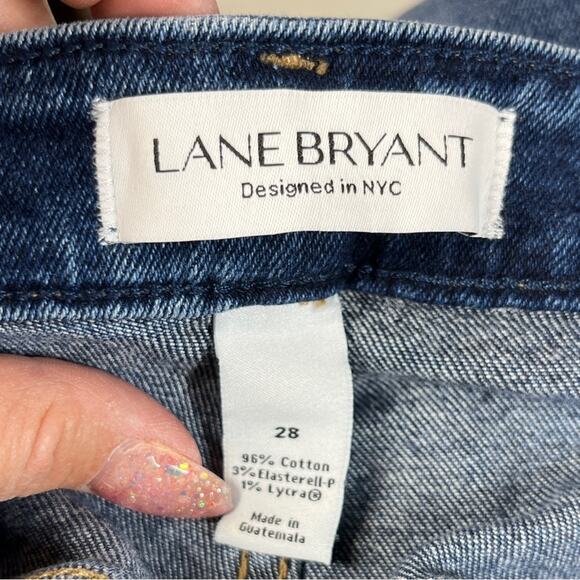 LANE BRYANT
Designed in NYC
28
96% Cotton
3% Elasterell-P
1% Lycra®
Made in
Guatemala